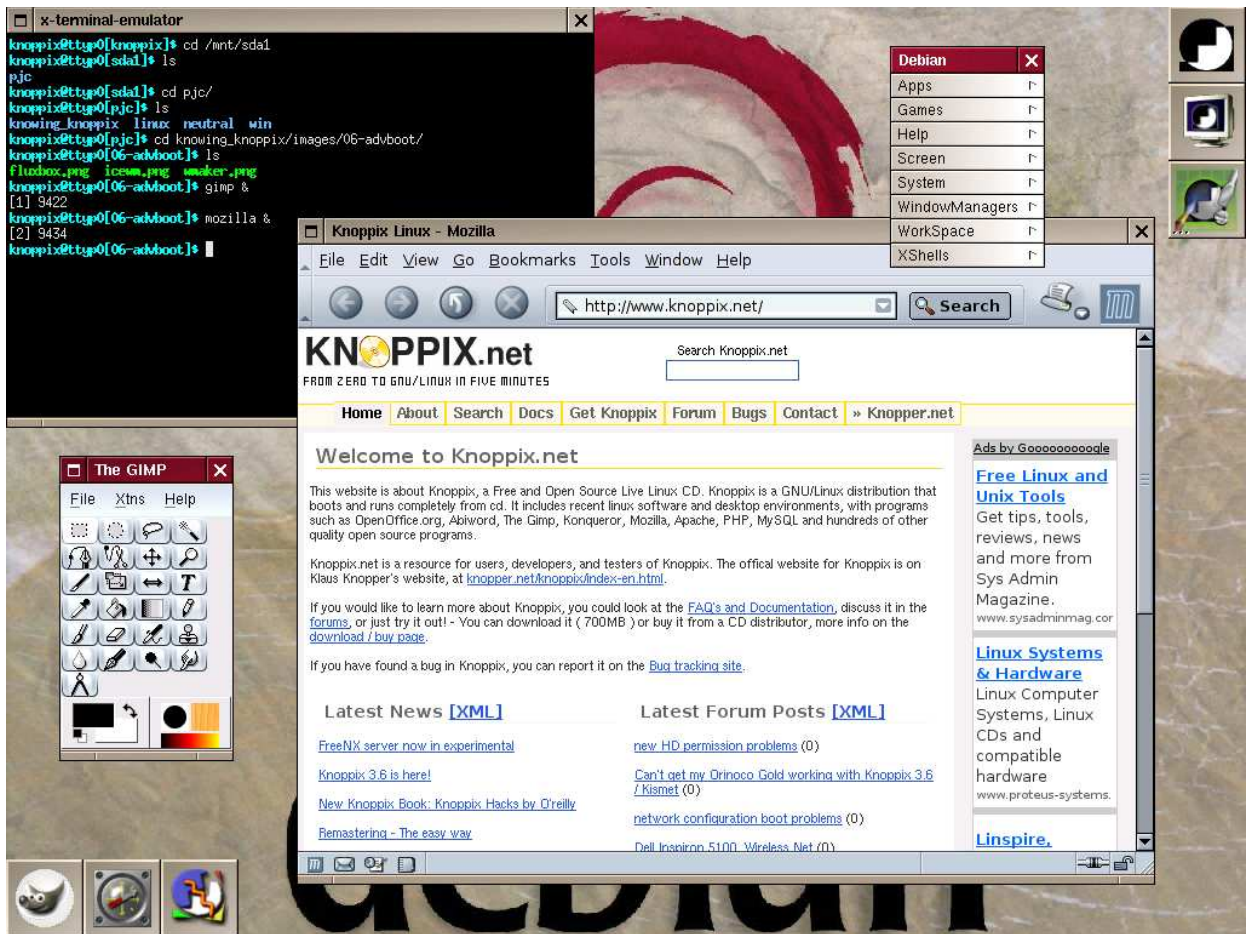 x-terminal-emulator
knoppix@ttyp0[knoppix]$ cd /mnt/sda1
knoppix@ttyp0[sda1]$ ls
pjc
knoppix@ttyp0[sda1]$ cd pjc/
knoppix@ttyp0[pjc]$ ls
knowing_knoppix linux neutral win
knoppix@ttyp0[pjc]$ cd knowing_knoppix/images/06-advboot/
knoppix@ttyp0[06-advboot]$ ls
fluxbox.png icewm.png wmaker.png
knoppix@ttyp0[06-advboot]$ gimp &
[1] 9422
knoppix@ttyp0[06-advboot]$ mozilla &
[2] 9434
knoppix@ttyp0[06-advboot]$
Debian
Apps
Games
Help
Screen
System
WindowManagers
WorkSpace
XShells
Knoppix Linux - Mozilla
File Edit View Go Bookmarks Tools Window Help
http://www.knoppix.net/ Search
KNOPPIX.net
FROM ZERO TO GNU/LINUX IN FIVE MINUTES
Search Knoppix.net
Home About Search Docs Get Knoppix Forum Bugs Contact » Knopper.net
Welcome to Knoppix.net
This website is about Knoppix, a Free and Open Source Live Linux CD. Knoppix is a GNU/Linux distribution that
boots and runs completely from cd. It includes recent linux software and desktop environments, with programs
such as OpenOffice.org, Abiword, The Gimp, Konqueror, Mozilla, Apache, PHP, MySQL and hundreds of other
quality open source programs.
Knoppix.net is a resource for users, developers, and testers of Knoppix. The offical website for Knoppix is on
Klaus Knopper's website, at knopper.net/knoppix/index-en.html.
If you would like to learn more about Knoppix, you could look at the FAQ's and Documentation, discuss it in the
forums, or just try it out! - You can download it ( 700MB ) or buy it from a CD distributor, more info on the
download / buy page.
If you have found a bug in Knoppix, you can report it on the Bug tracking site.
Latest News [XML]
FreeNX server now in experimental
Knoppix 3.6 is here!
New Knoppix Book: Knoppix Hacks by O'reilly
Remastering - The easy way
Latest Forum Posts [XML]
new HD permission problems (0)
Can't get my Orinoco Gold working with Knoppix 3.6
/ Kismet (0)
network configuration boot problems (0)
Dell Inspiron 5100, Wireless Net (0)
Ads by Goooooooooogle
Free Linux and
Unix Tools
Get tips, tools,
reviews, news
and more from
Sys Admin
Magazine.
www.sysadminmag.cor
Linux Systems
& Hardware
Linux Computer
Systems, Linux
CDs and
compatible
hardware
www.proteus-systems.
Linspire,
The GIMP
File Xtns Help
debian